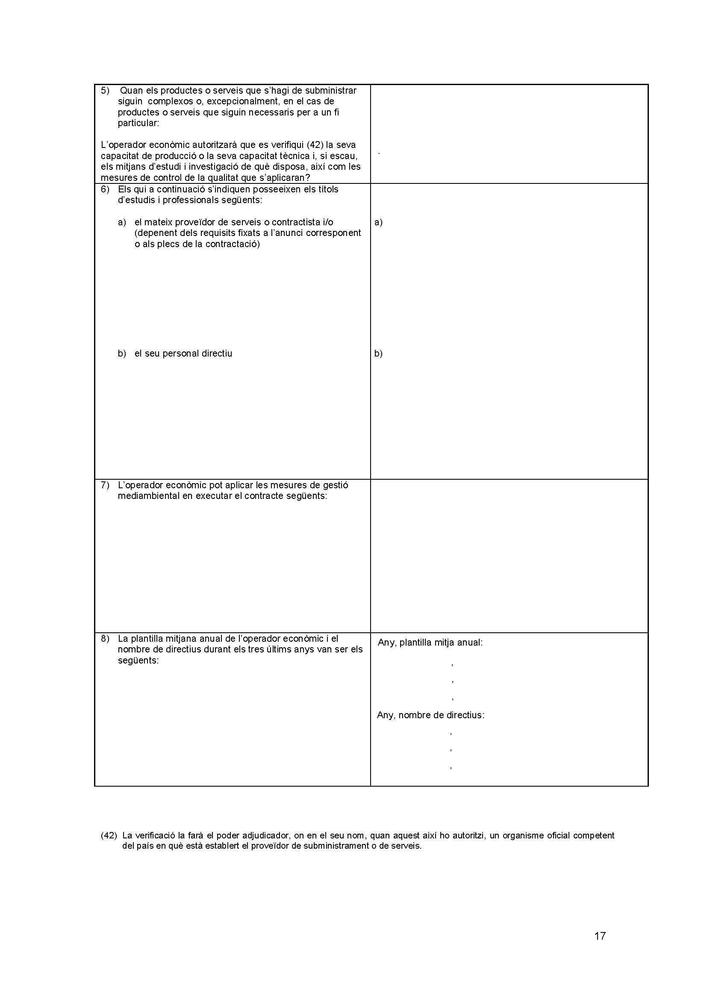 5) Quan els productes o serveis que s’hagi de subministrar
siguin complexos o, excepcionalment, en el cas de
productes o serveis que siguin necessaris per a un fi
particular:
L’operador econòmic autoritzarà que es verifiqui (42) la seva
capacitat de producció o la seva capacitat tècnica i, si escau,
els mitjans d’estudi i investigació de què disposa, així com les
mesures de control de la qualitat que s’aplicaran?
.
6) Els qui a continuació s’indiquen posseeixen els títols
d’estudis i professionals següents:
a) el mateix proveïdor de serveis o contractista i/o
(depenent dels requisits fixats a l’anunci corresponent
o als plecs de la contractació)
a)
b) el seu personal directiu
b)
7) L’operador econòmic pot aplicar les mesures de gestió
mediambiental en executar el contracte següents:
8) La plantilla mitjana anual de l’operador econòmic i el
nombre de directius durant els tres últims anys van ser els
següents:
Any, plantilla mitja anual:
,
,
,
Any, nombre de directius:
,
,
,
(42) La verificació la farà el poder adjudicador, on en el seu nom, quan aquest així ho autoritzi, un organisme oficial competent
del país en què està establert el proveïdor de subministrament o de serveis.
17